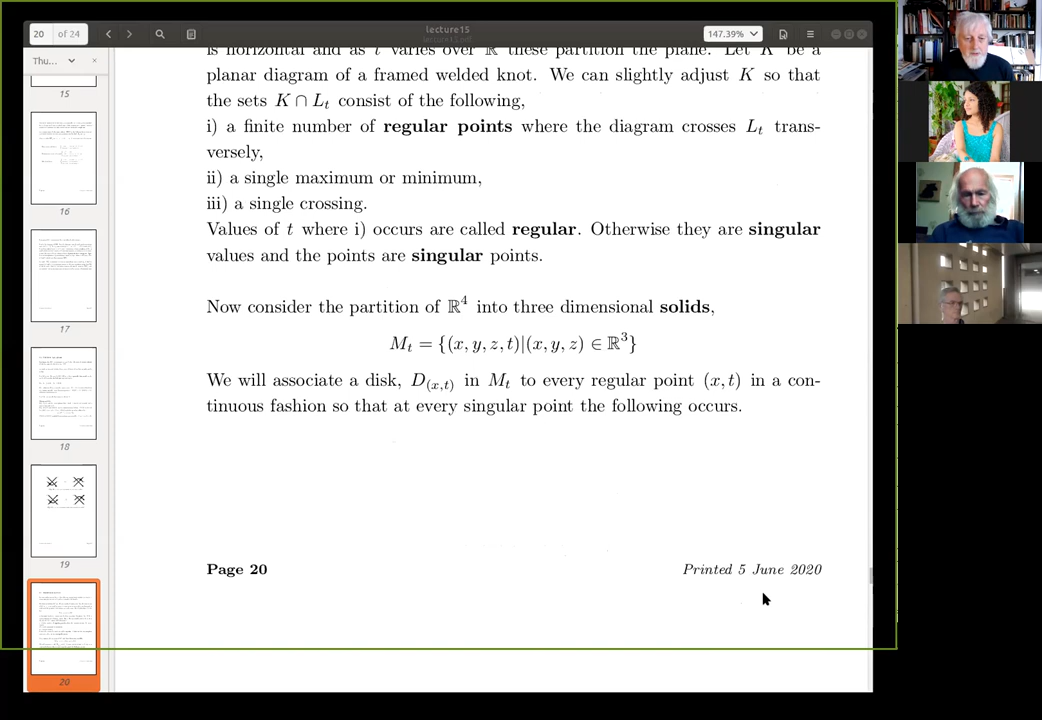 20 of 24
lecture15
lecture15.pdf
147.39%
Thu...
15
16
17
18
19
20
is horizontal and as t varies over ℝ these partition the plane. Let K be a
planar diagram of a framed welded knot. We can slightly adjust K so that
the sets K ∩ L_t consist of the following,
i) a finite number of regular points where the diagram crosses L_t trans-
versely,
ii) a single maximum or minimum,
iii) a single crossing.
Values of t where i) occurs are called regular. Otherwise they are singular
values and the points are singular points.
Now consider the partition of ℝ⁴ into three dimensional solids,
M_t = {(x, y, z, t)|(x, y, z) ∈ ℝ³}
We will associate a disk, D_(x,t) in M_t to every regular point (x, t) in a con-
tinuous fashion so that at every singular point the following occurs.
Page 20
Printed 5 June 2020